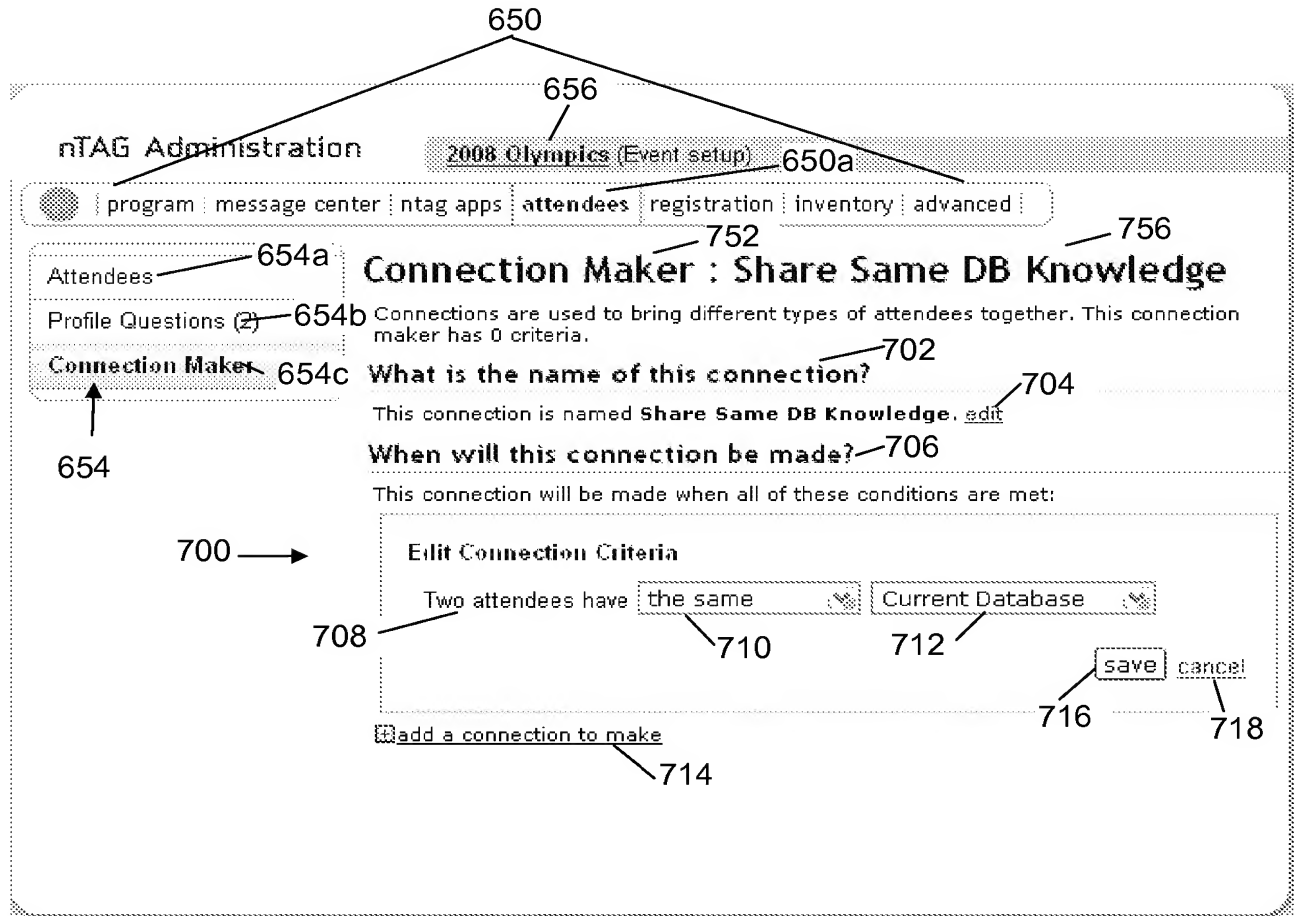 650
656
nTAG Administration
2008 Olympics (Event setup)
650a
program message center ntag apps attendees registration inventory advanced
752
756
654a
Attendees
Connection Maker : Share Same DB Knowledge
Profile Questions (2)
654b
Connections are used to bring different types of attendees together. This connection
maker has 0 criteria.
702
Connection Maker
654c
What is the name of this connection?
704
This connection is named Share Same DB Knowledge. edit
654
When will this connection be made?
706
This connection will be made when all of these conditions are met:
700
Edit Connection Criteria
Two attendees have the same Current Database
708
710
712
save cancel
716
718
+ add a connection to make
714